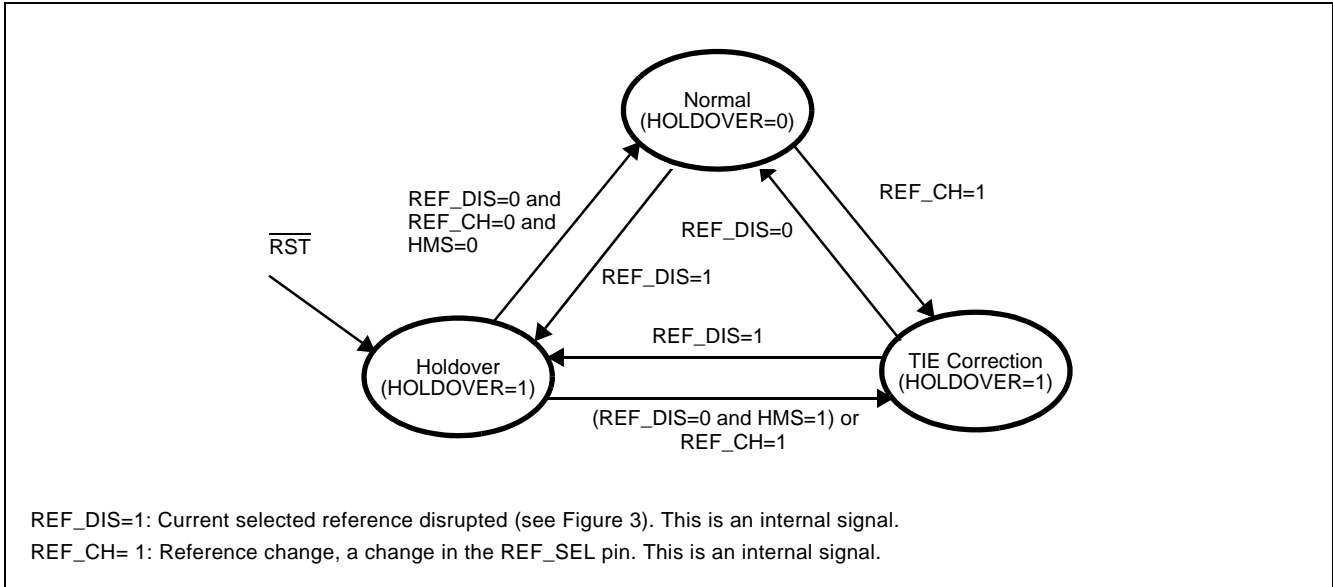 Normal
(HOLDOVER=0)
REF_DIS=0 and
REF_CH=0 and
HMS=0
REF_CH=1
REF_DIS=0
RST
REF_DIS=1
REF_DIS=1
Holdover
(HOLDOVER=1)
TIE Correction
(HOLDOVER=1)
(REF_DIS=0 and HMS=1) or
REF_CH=1
REF_DIS=1: Current selected reference disrupted (see Figure 3). This is an internal signal.
REF_CH= 1: Reference change, a change in the REF_SEL pin. This is an internal signal.